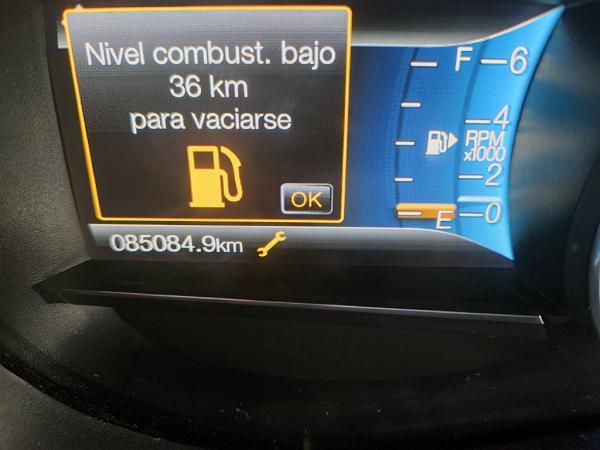 Nivel combust. bajo
36 km
para vaciarse
OK
085084.9km
F
E
6
4
RPM
x1000
2
0